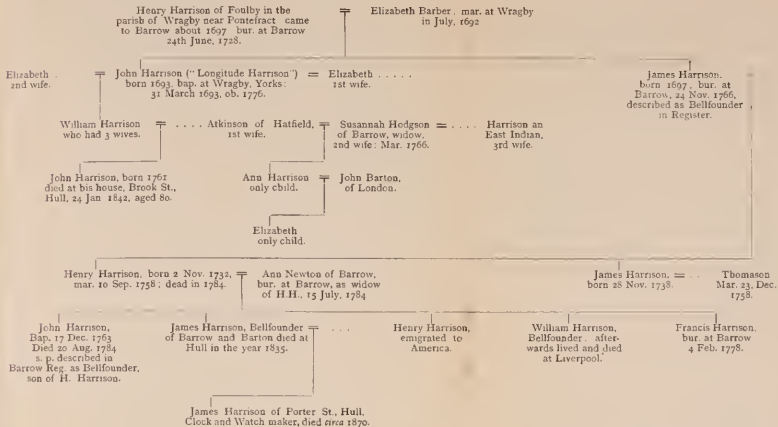 Henry Harrison of Foulby in the
parish of Wragby near Pontefract came
to Barrow about 1697 bur. at Barrow
24th June, 1728.
=
Elizabeth Barber, mar. at Wragby
in July, 1692
Elizabeth .
2nd wife.
=
John Harrison ("Longitude Harrison")
born 1693, bap. at Wragby, Yorks:
31 March 1693, ob. 1776.
= Elizabeth . . . . .
1st wife.
James Harrison.
born 1697, bur. at
Barrow, 24 Nov. 1766,
described as Bellfounder
in Register.
William Harrison
who had 3 wives.
= . . . . Atkinson of Hatfield,
1st wife.
= Susannah Hodgson
of Barrow, widow,
2nd wife: Mar. 1766.
= . . . . Harrison an
East Indian,
3rd wife.
John Harrison, born 1761
died at his house, Brook St.,
Hull, 24 Jan 1842, aged 80.
Ann Harrison
only child.
=
John Barton,
of London.
Elizabeth
only child.
Henry Harrison, born 2 Nov. 1732,
mar. 10 Sep. 1758; dead in 1784.
=
Ann Newton of Barrow,
bur. at Barrow, as widow
of H.H., 15 July, 1784
James Harrison,
born 28 Nov. 1738.
= . .
Thomason
Mar. 23, Dec.
1758.
John Harrison,
Bap. 17 Dec. 1763
Died 20 Aug. 1784
s. p. described in
Barrow Reg. as Bellfounder,
son of H. Harrison.
James Harrison, Bellfounder
of Barrow and Barton died at
Hull in the year 1835.
= . . .
Henry Harrison,
emigrated to
America.
William Harrison,
Bellfounder. after-
wards lived and died
at Liverpool.
Francis Harrison,
bur. at Barrow
4 Feb. 1778.
James Harrison of Porter St., Hull,
Clock and Watch maker, died circa 1870.